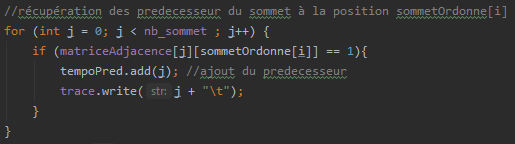 //récupération des predecesseur du sommet à la position sommetOrdonne[i]
for (int j = 0; j < nb_sommet ; j++) {
if (matriceAdjacence[j][sommetOrdonne[i]] == 1){
tempoPred.add(j); //ajout du predecesseur
trace.write( str: j + "\t");
}
}